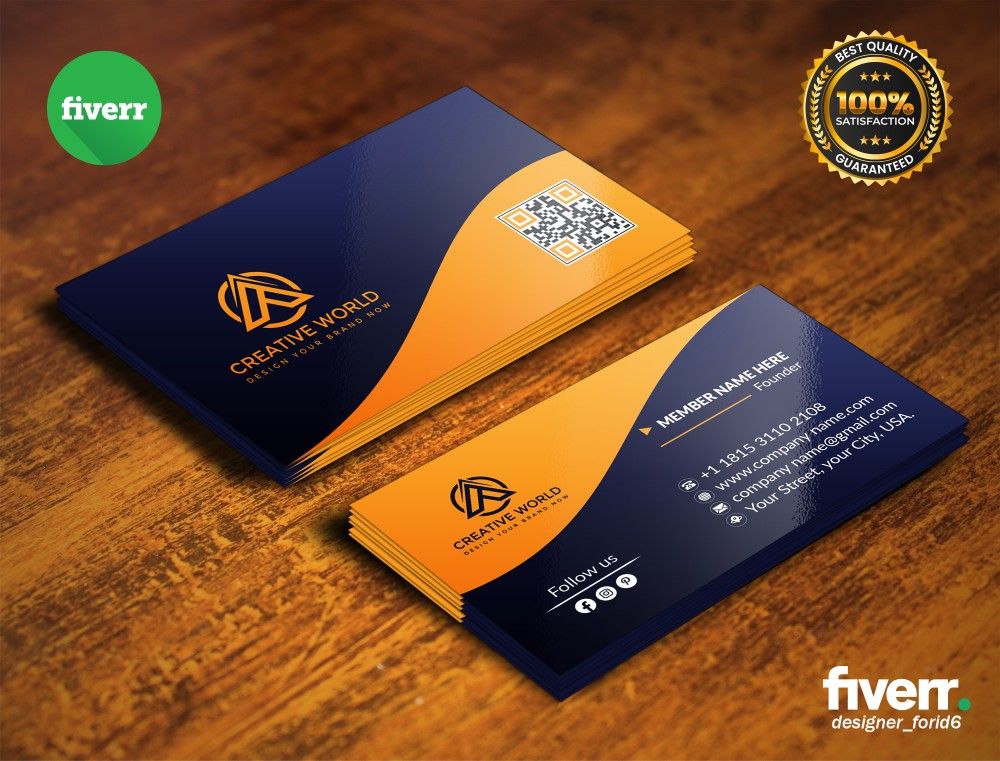 fiverr
BEST QUALITY
100%
SATISFACTION
GUARANTEED
CREATIVE WORLD
DESIGN YOUR BRAND NOW
MEMBER NAME HERE
Founder
+1 1815 3110 2108
www.company name.com
company name@gmail.com
Your Street, your City, USA.
CREATIVE WORLD
DESIGN YOUR BRAND NOW
Follow us
fiverr.
designer_forid6